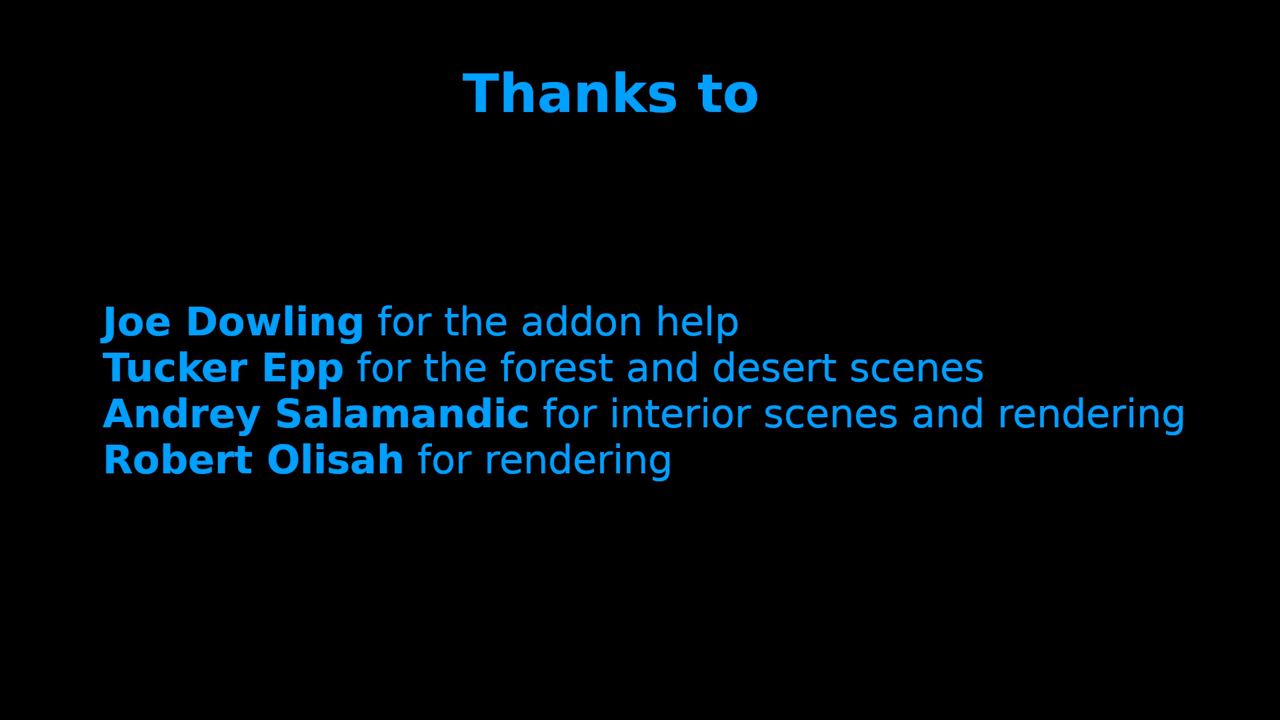 Thanks to
Joe Dowling for the addon help
Tucker Epp for the forest and desert scenes
Andrey Salamandic for interior scenes and rendering
Robert Olisah for rendering